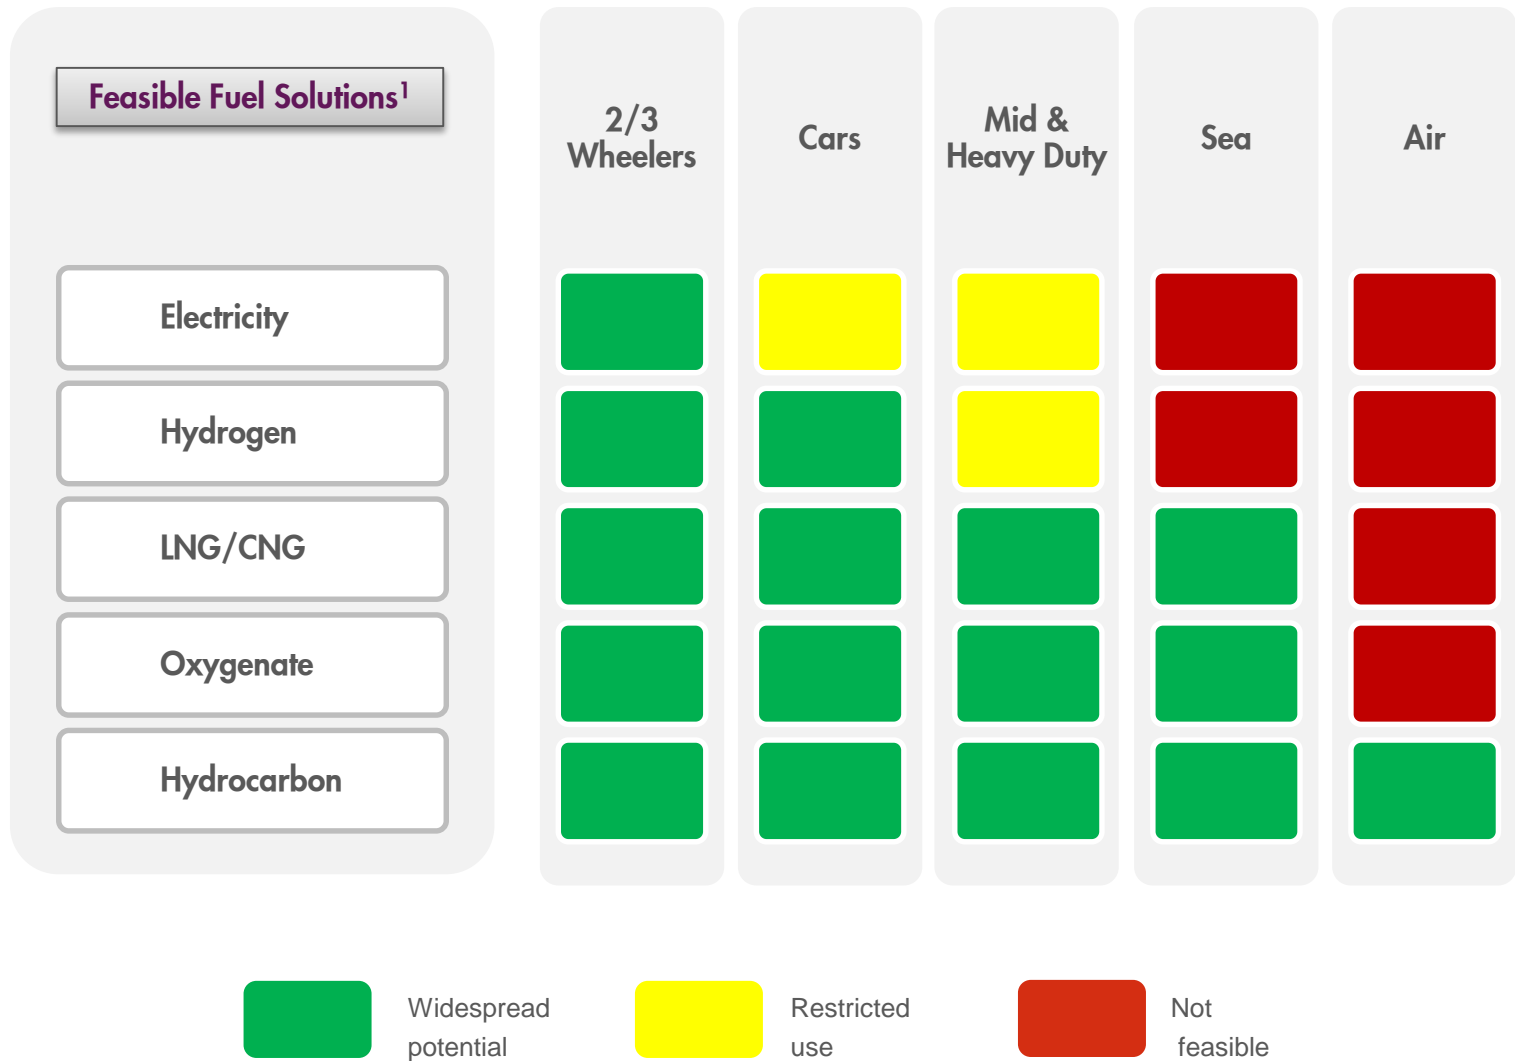 Feasible Fuel Solutions¹
2/3
Wheelers
Cars
Mid &
Heavy Duty
Sea
Air
Electricity
Hydrogen
LNG/CNG
Oxygenate
Hydrocarbon
Widespread
potential
Restricted
use
Not
feasible